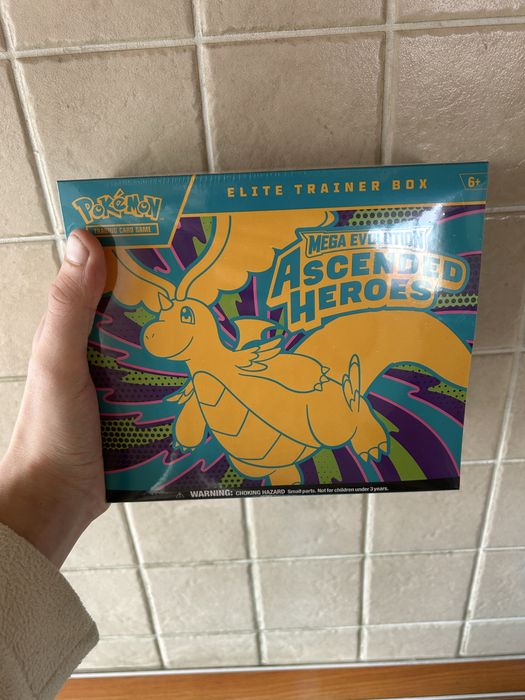 POKéMON
TRADING CARD GAME
ELITE TRAINER BOX
6+
MEGA EVOLUTION
ASCENDED
HEROES
WARNING: CHOKING HAZARD Small parts. Not for children under 3 years.